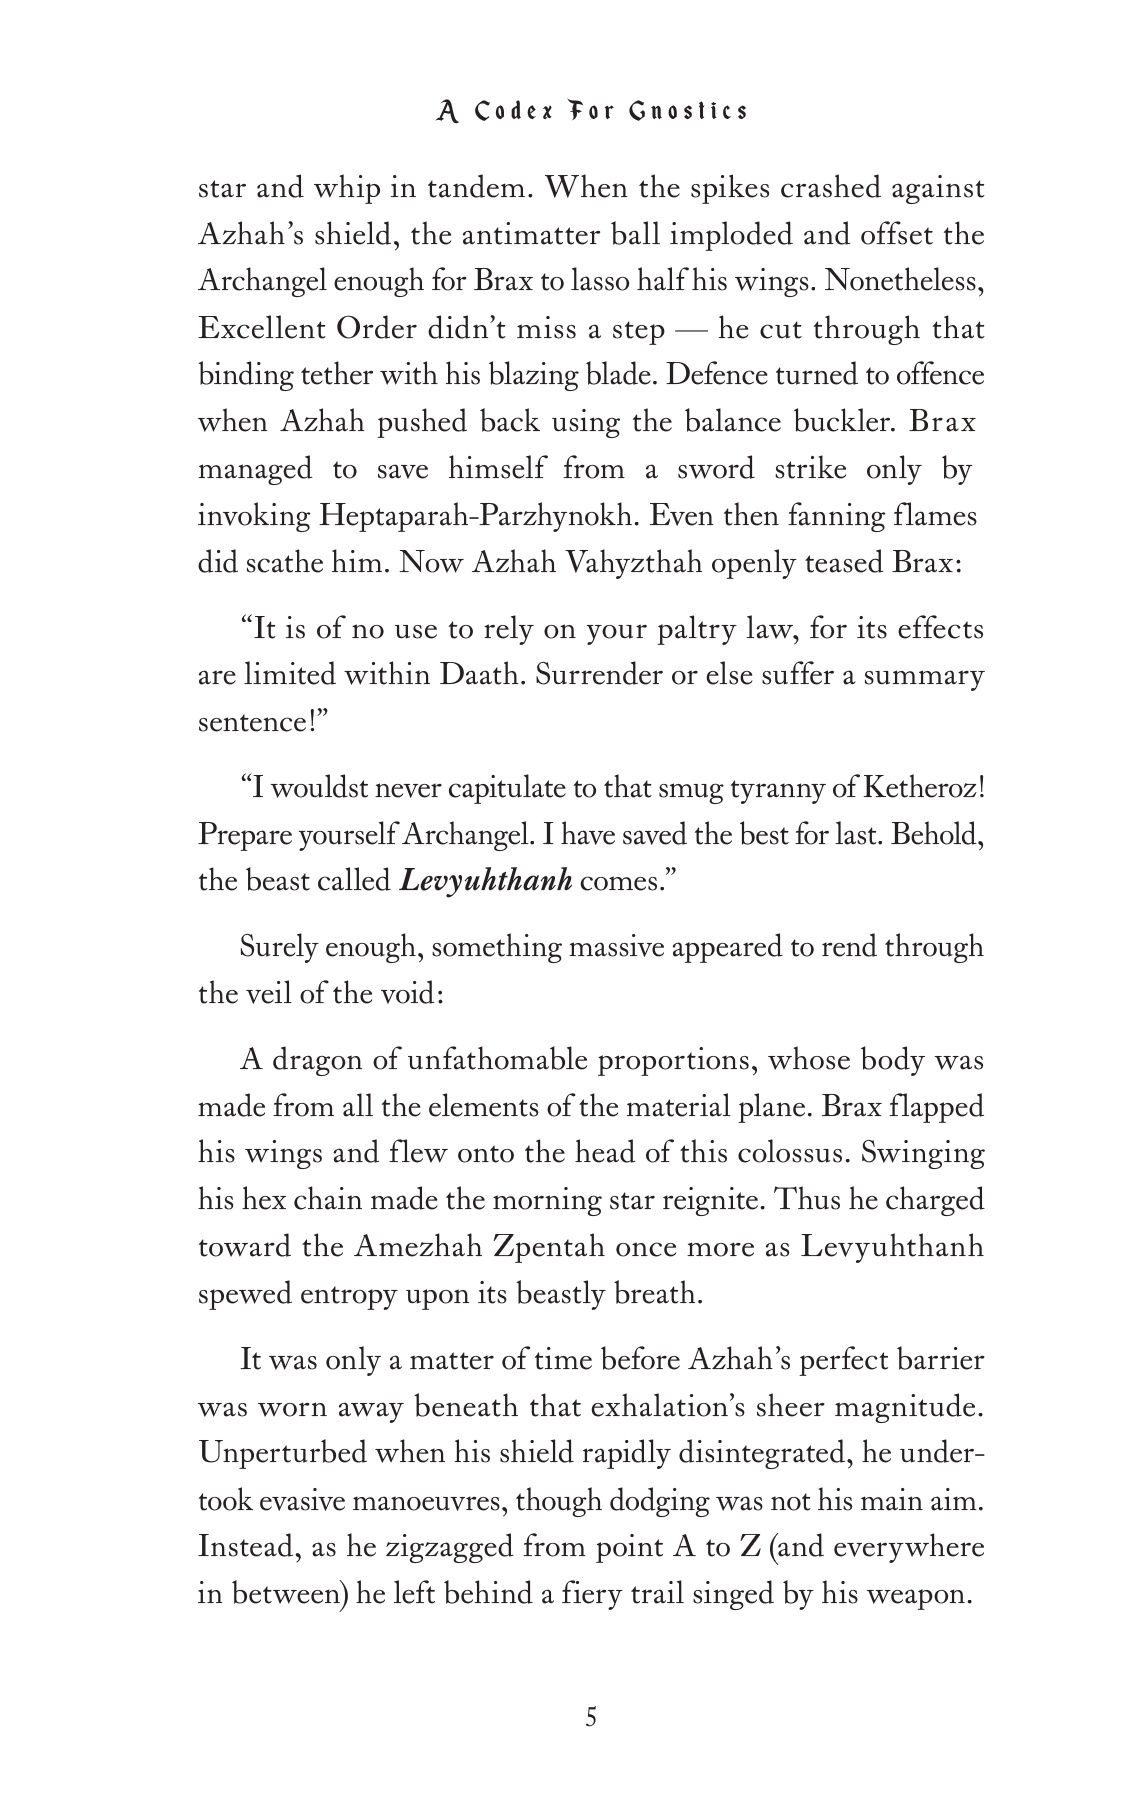 A Codex For Gnostics
star and whip in tandem. When the spikes crashed against
Azhah’s shield, the antimatter ball imploded and offset the
Archangel enough for Brax to lasso half his wings. Nonetheless,
Excellent Order didn’t miss a step — he cut through that
binding tether with his blazing blade. Defence turned to offence
when Azhah pushed back using the balance buckler. Brax
managed to save himself from a sword strike only by
invoking Heptaparah-Parzhynokh. Even then fanning flames
did scathe him. Now Azhah Vahyzthah openly teased Brax:
“It is of no use to rely on your paltry law, for its effects
are limited within Daath. Surrender or else suffer a summary
sentence!”
“I wouldst never capitulate to that smug tyranny of Ketheroz!
Prepare yourself Archangel. I have saved the best for last. Behold,
the beast called Levyuhthanh comes.”
Surely enough, something massive appeared to rend through
the veil of the void:
A dragon of unfathomable proportions, whose body was
made from all the elements of the material plane. Brax flapped
his wings and flew onto the head of this colossus. Swinging
his hex chain made the morning star reignite. Thus he charged
toward the Amezhah Zpentah once more as Levyuhthanh
spewed entropy upon its beastly breath.
It was only a matter of time before Azhah’s perfect barrier
was worn away beneath that exhalation’s sheer magnitude.
Unperturbed when his shield rapidly disintegrated, he under-
took evasive manoeuvres, though dodging was not his main aim.
Instead, as he zigzagged from point A to Z (and everywhere
in between) he left behind a fiery trail singed by his weapon.
5